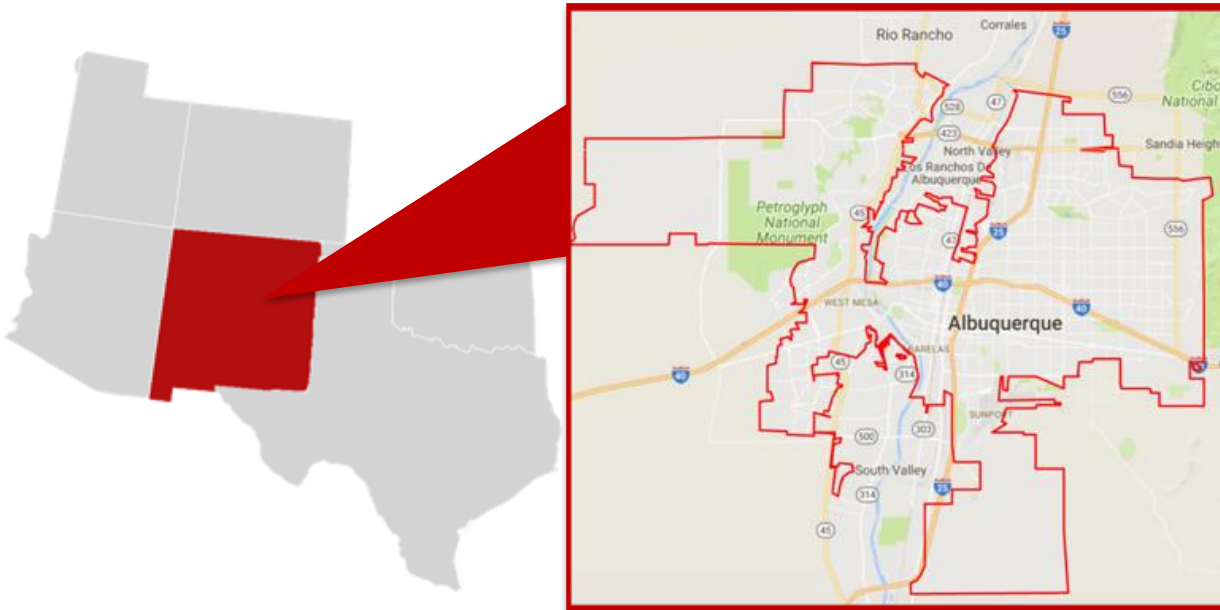 Corrales
Rio Rancho
25
556
Cibo
National
528
47
423
North Valley
Sandia Heigh
os Ranchos De
Albuquerque
Petroglyph
National
Monument
45
47
25
556
40
WEST MESA
40
Albuquerque
BARELAS
45
314
40
SUNPORT
500
303
South Valley
25
314
45